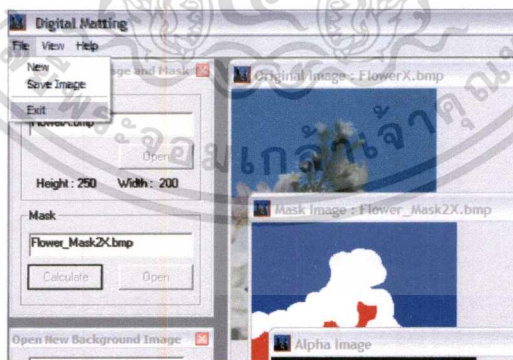 Digital Matting
File View Help
New
Save Image
Exit
ge and Mask
FlowerX.bmp
Open
Height : 250 Width : 200
Mask
Flower_Mask2X.bmp
Calculate Open
Open New Background Image
Original Image : FlowerX.bmp
Mask Image : Flower_Mask2X.bmp
Alpha Image